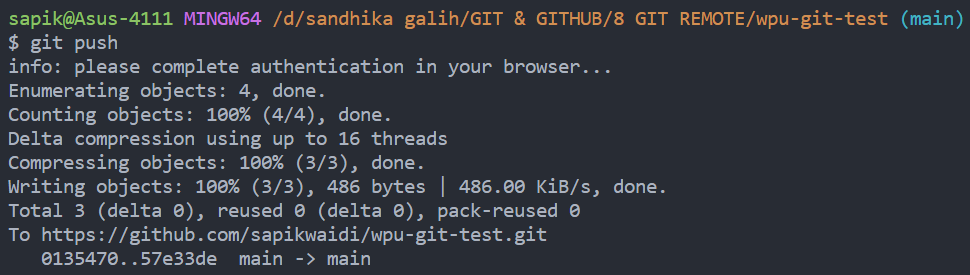 sapik@Asus-4111 MINGW64 /d/sandhika galih/GIT & GITHUB/8 GIT REMOTE/wpu-git-test (main)
$ git push
info: please complete authentication in your browser...
Enumerating objects: 4, done.
Counting objects: 100% (4/4), done.
Delta compression using up to 16 threads
Compressing objects: 100% (3/3), done.
Writing objects: 100% (3/3), 486 bytes | 486.00 KiB/s, done.
Total 3 (delta 0), reused 0 (delta 0), pack-reused 0
To https://github.com/sapikwaidi/wpu-git-test.git
   0135470..57e33de  main -> main